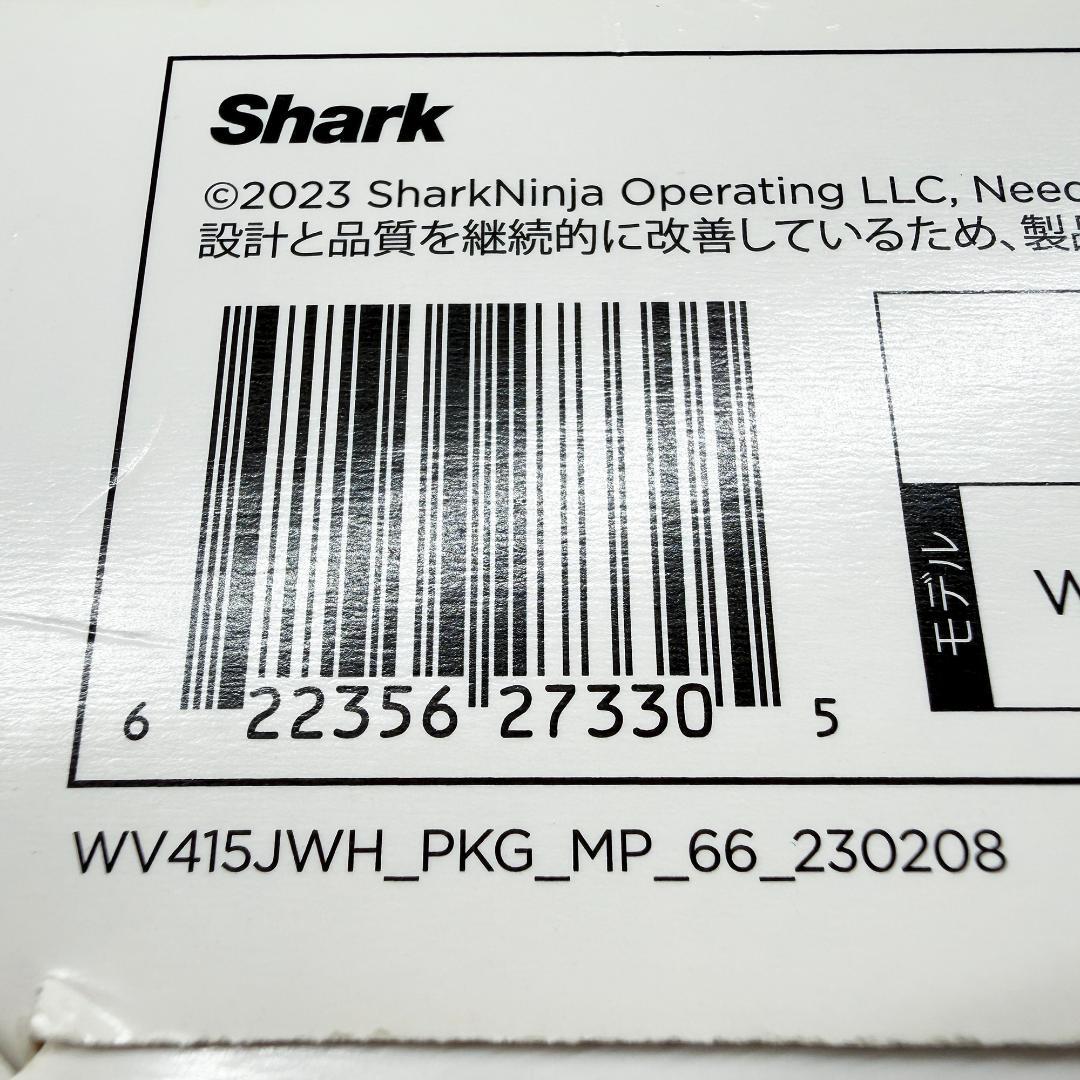 Shark
©2023 SharkNinja Operating LLC,
設計と品質を継続的に改善しているため、製品
モデル
6 22356 27330 5
WV415JWH_PKG_MP_66_230208